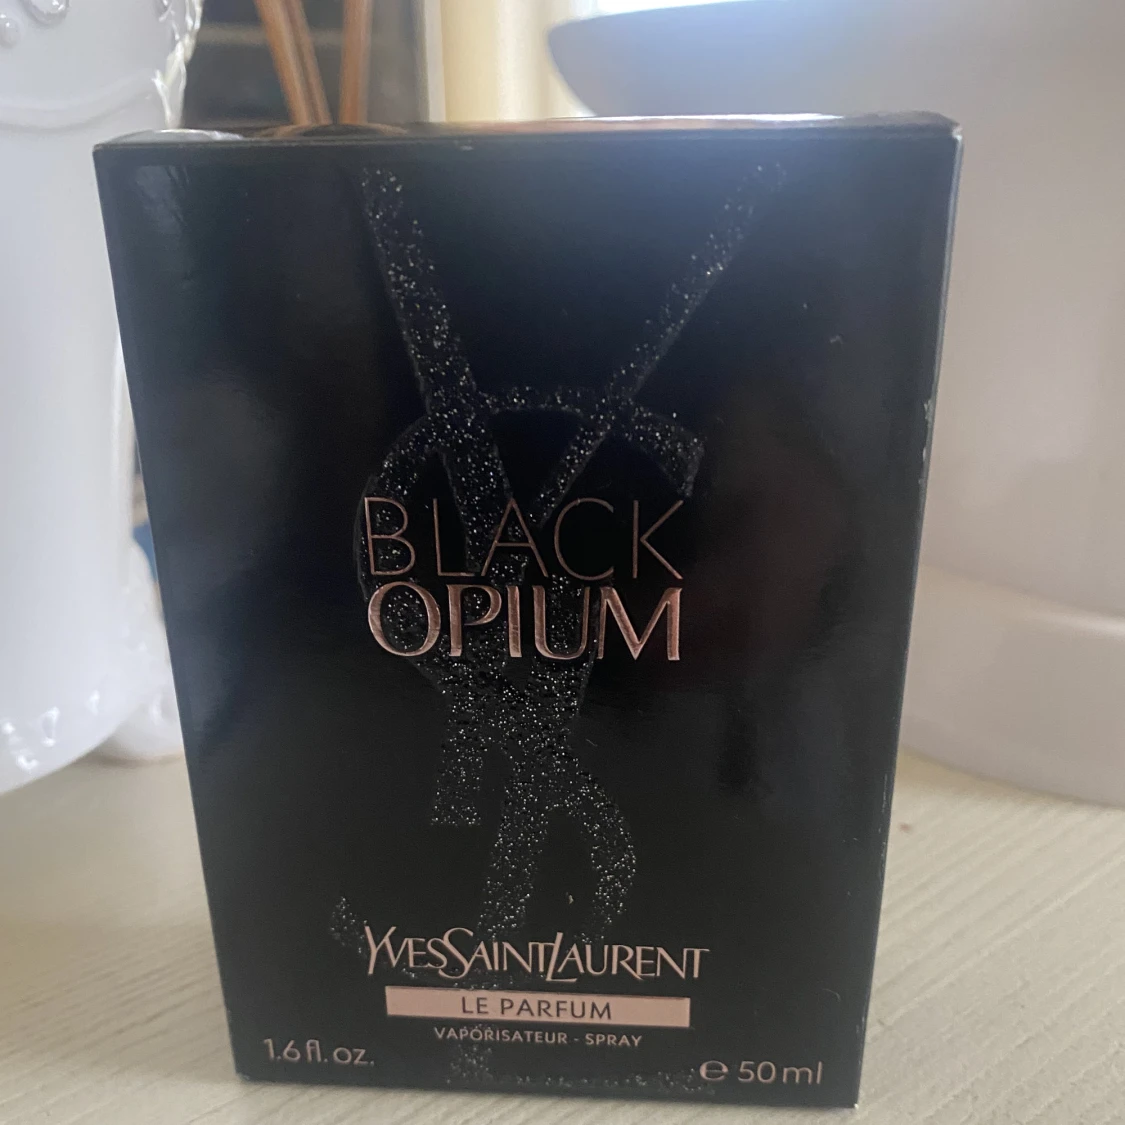 BLACK
OPIUM
YVESSAINTLAURENT
LE PARFUM
VAPORISATEUR - SPRAY
1.6 fl. oz. ℮ 50 ml